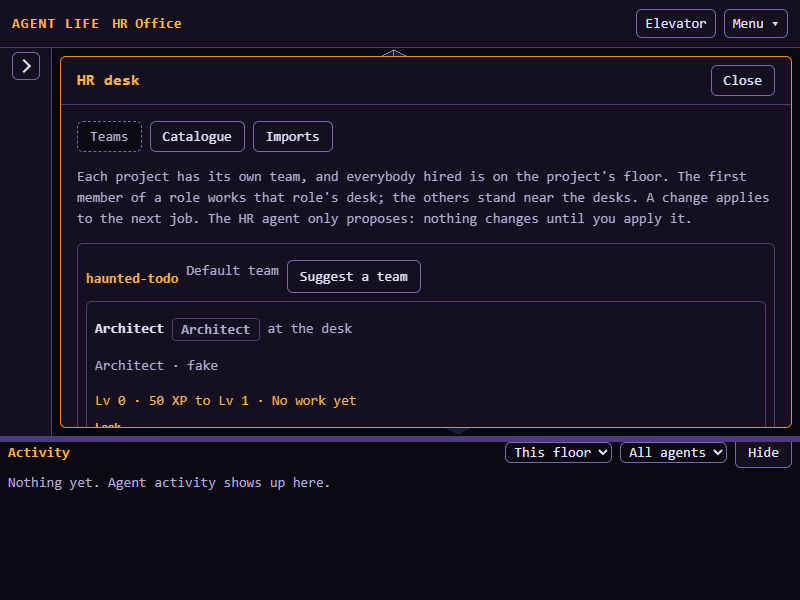 AGENT LIFE HR Office
Elevator
Menu ▾
HR desk
Close
Teams
Catalogue
Imports
Each project has its own team, and everybody hired is on the project's floor. The first
member of a role works that role's desk; the others stand near the desks. A change applies
to the next job. The HR agent only proposes: nothing changes until you apply it.
haunted-todo Default team Suggest a team
Architect Architect at the desk
Architect · fake
Lv 0 · 50 XP to Lv 1 · No work yet
Activity
This floor
All agents
Hide
Nothing yet. Agent activity shows up here.